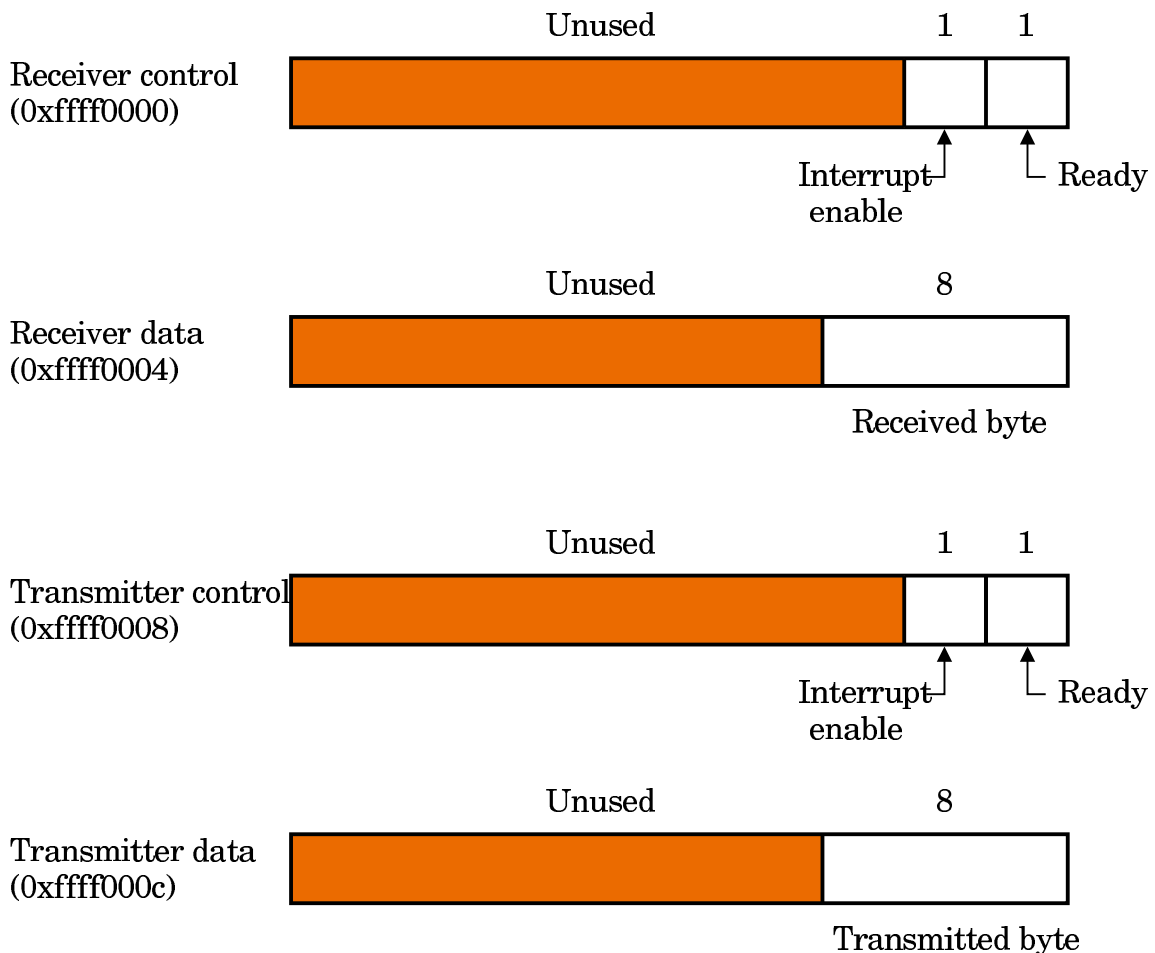 Unused 1 1
Receiver control
(0xffff0000)
Interrupt
enable
Ready
Unused 8
Receiver data
(0xffff0004)
Received byte
Unused 1 1
Transmitter control
(0xffff0008)
Interrupt
enable
Ready
Unused 8
Transmitter data
(0xffff000c)
Transmitted byte